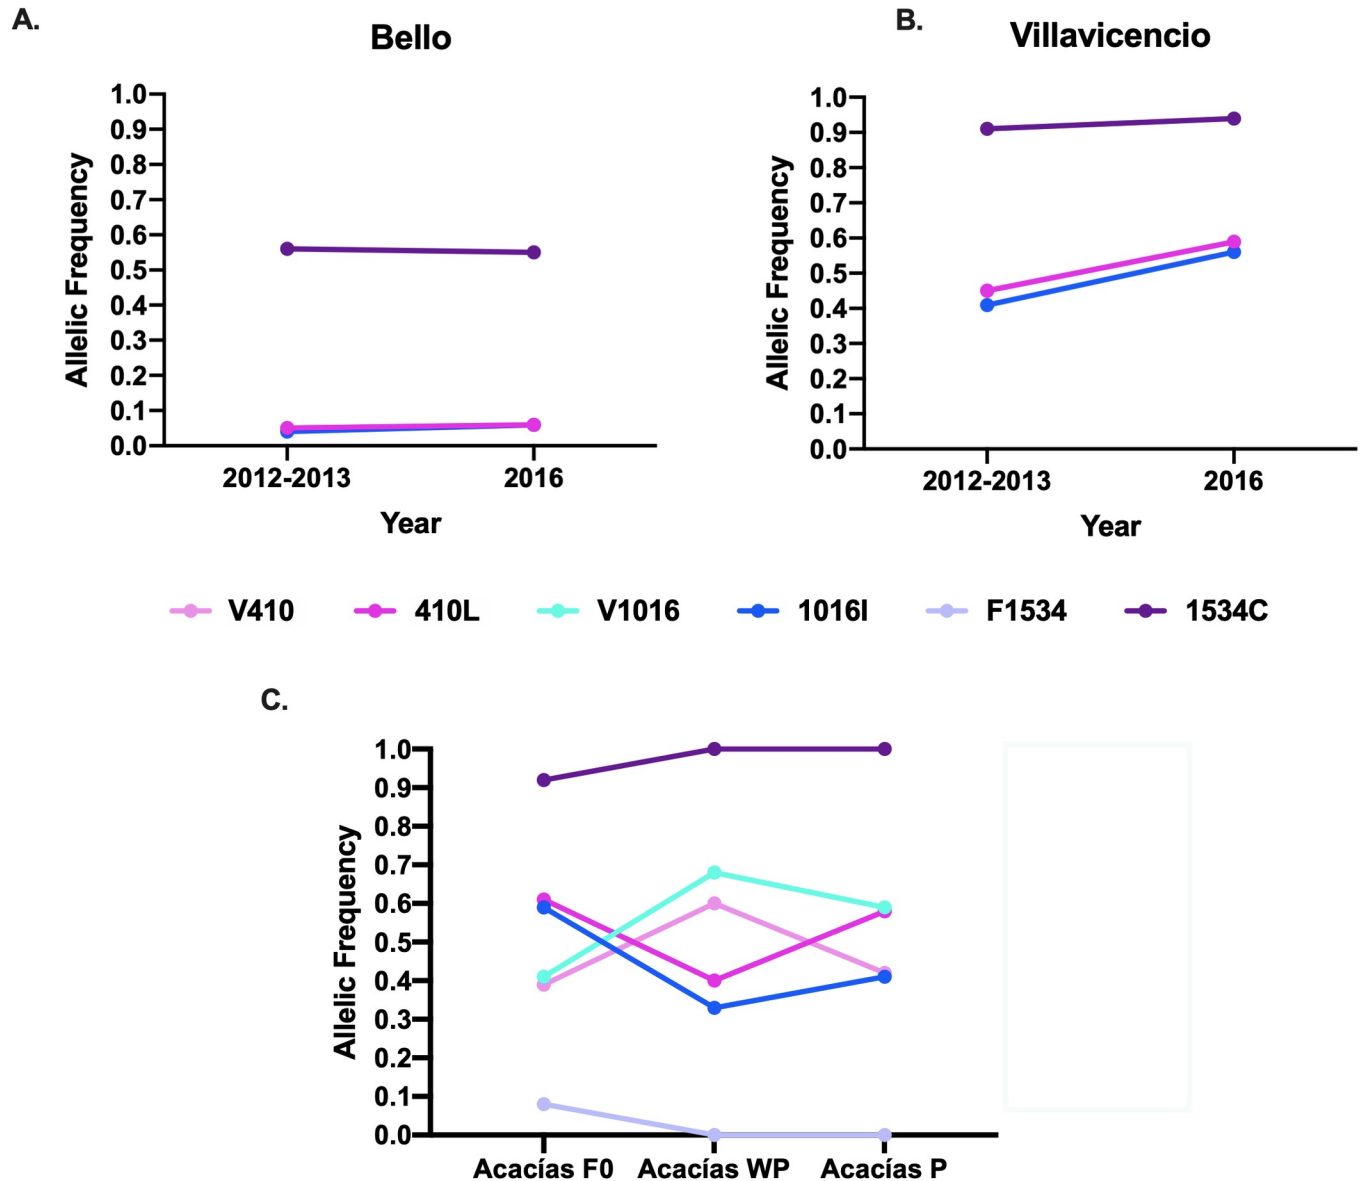 A.
Bello
1.0
0.9
0.8
0.7
0.6
0.5
0.4
0.3
0.2
0.1
0.0
Allelic Frequency
2012-2013 2016
Year
B.
Villavicencio
1.0
0.9
0.8
0.7
0.6
0.5
0.4
0.3
0.2
0.1
0.0
Allelic Frequency
2012-2013 2016
Year
V410 410L V1016 1016I F1534 1534C
C.
1.0
0.9
0.8
0.7
0.6
0.5
0.4
0.3
0.2
0.1
0.0
Allelic Frequency
Acacías F0 Acacías WP Acacías P